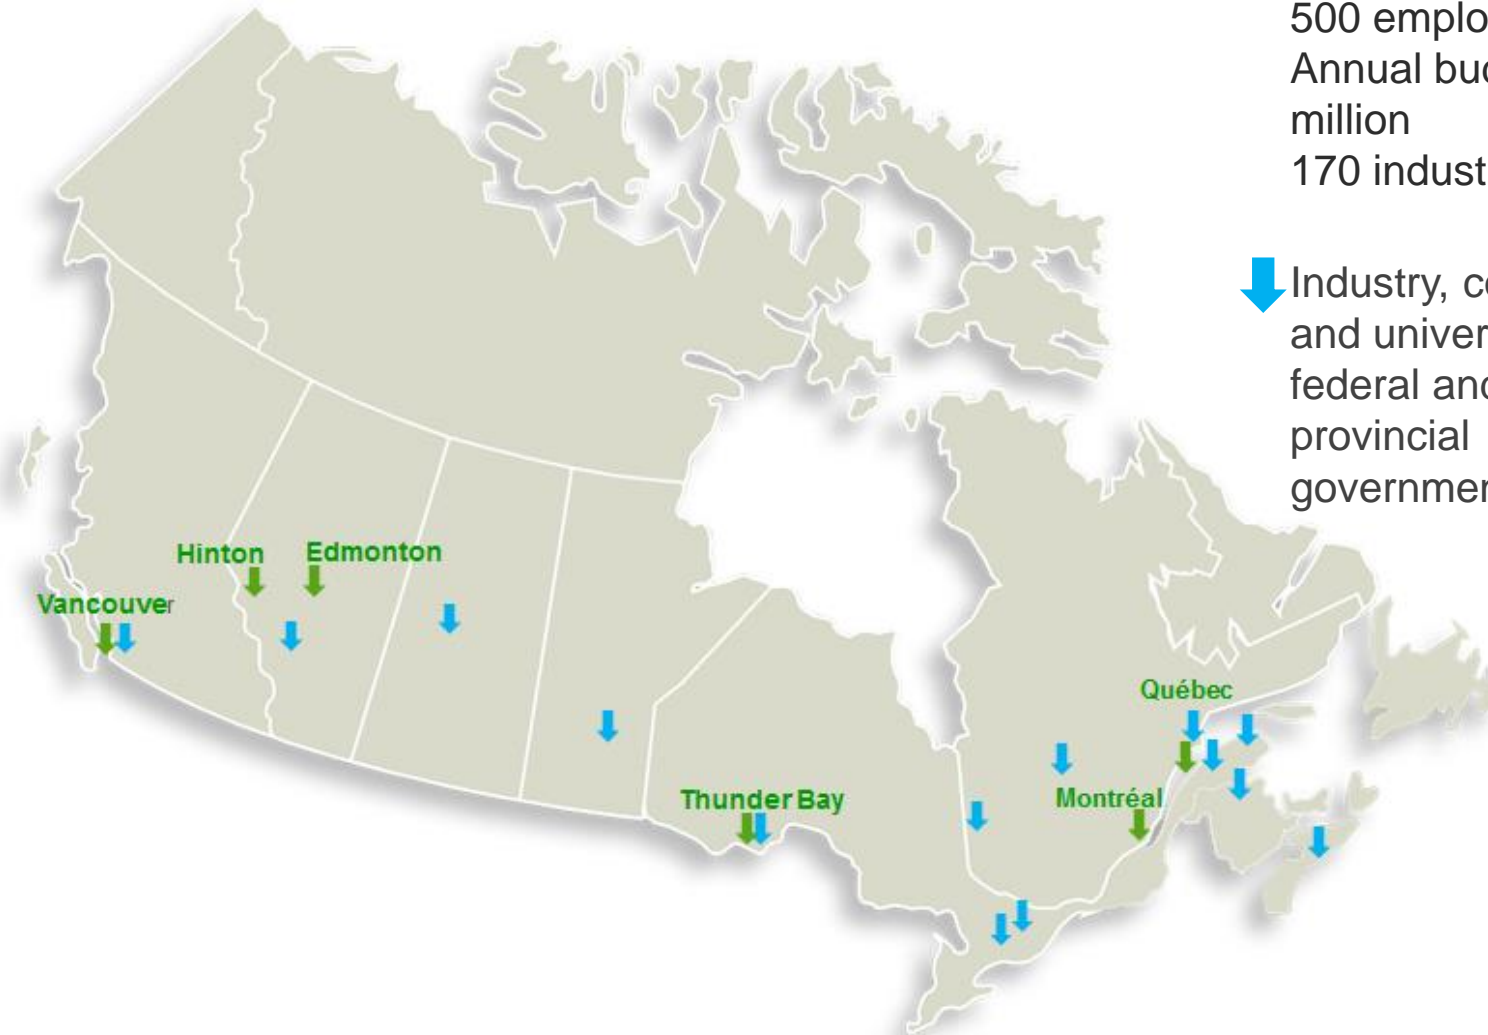 500 emplo
Annual bud
million
170 indust
Industry, co
and univer
federal and
provincial
governmen
Hinton
Edmonton
Vancouver
Québec
Thunder Bay
Montréal